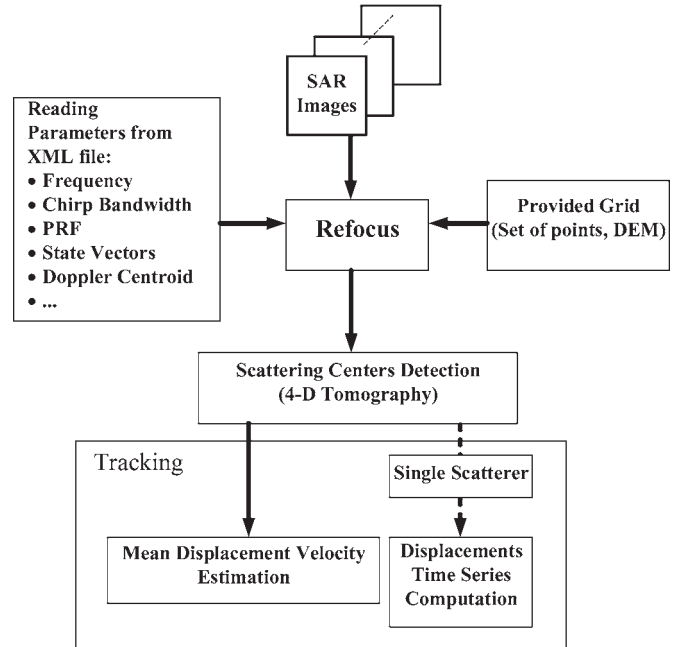 SAR
Images
Reading
Parameters from
XML file:
• Frequency
• Chirp Bandwidth
• PRF
• State Vectors
• Doppler Centroid
• ...
Refocus
Provided Grid
(Set of points, DEM)
Scattering Centers Detection
(4-D Tomography)
Tracking
Single Scatterer
Mean Displacement Velocity
Estimation
Displacements
Time Series
Computation